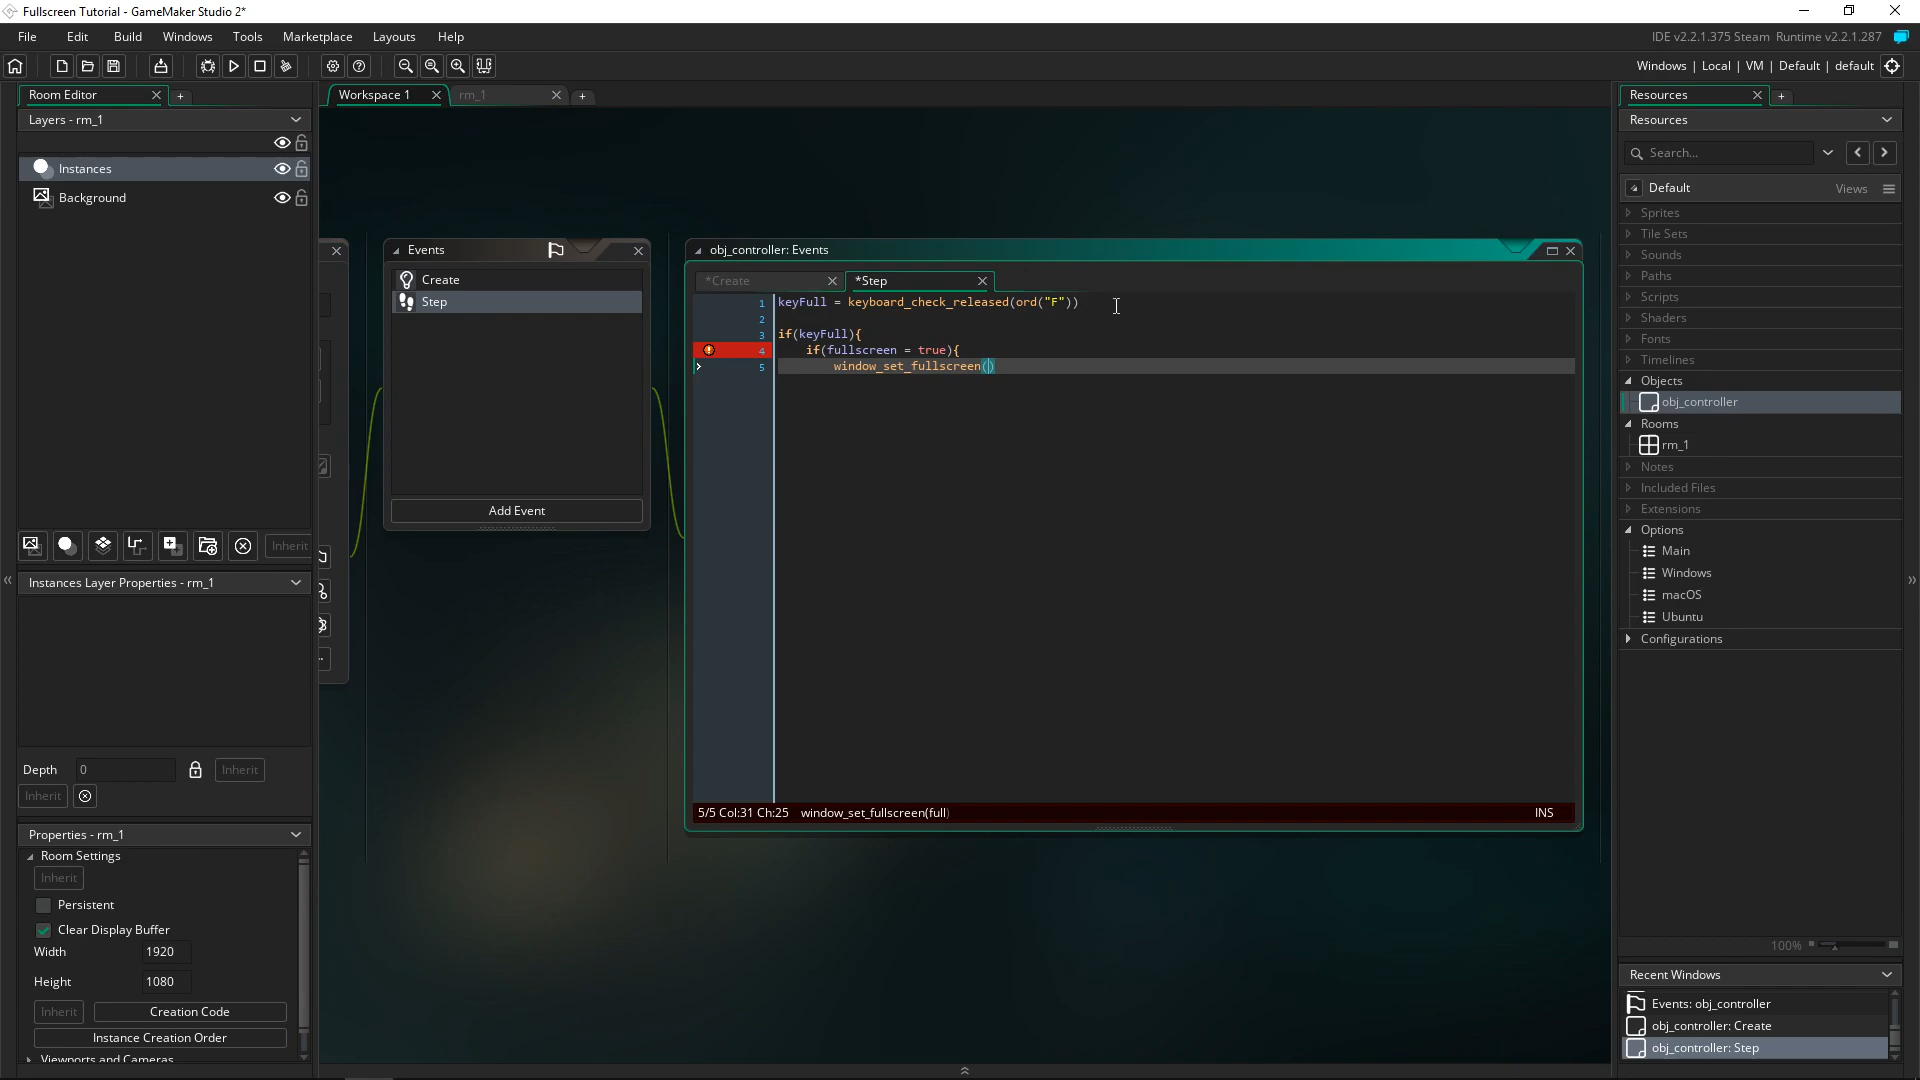 Fullscreen Tutorial - GameMaker Studio 2*
File Edit Build Windows Tools Marketplace Layouts Help
IDE v2.2.1.375 Steam Runtime v2.2.1.287
Windows | Local | VM | Default | default
Room Editor
Workspace 1
rm_1
Resources
Layers - rm_1
Resources
Search...
Instances
Background
Default
Views
Sprites
Tile Sets
Sounds
Paths
Scripts
Shaders
Fonts
Timelines
Objects
obj_controller
Rooms
rm_1
Notes
Included Files
Extensions
Options
Main
Windows
macOS
Ubuntu
Configurations
Events
Create
Step
Add Event
obj_controller: Events
*Create
*Step
1 keyFull = keyboard_check_released(ord("F"))
2
3 if(keyFull){
4 if(fullscreen = true){
5 window_set_fullscreen()
5/5 Col:31 Ch:25 window_set_fullscreen(full)
INS
Inherit
Instances Layer Properties - rm_1
Depth 0 Inherit
Inherit
Properties - rm_1
Room Settings
Inherit
Persistent
Clear Display Buffer
Width 1920
Height 1080
Inherit Creation Code
Instance Creation Order
Viewports and Cameras
100%
Recent Windows
Events: obj_controller
obj_controller: Create
obj_controller: Step